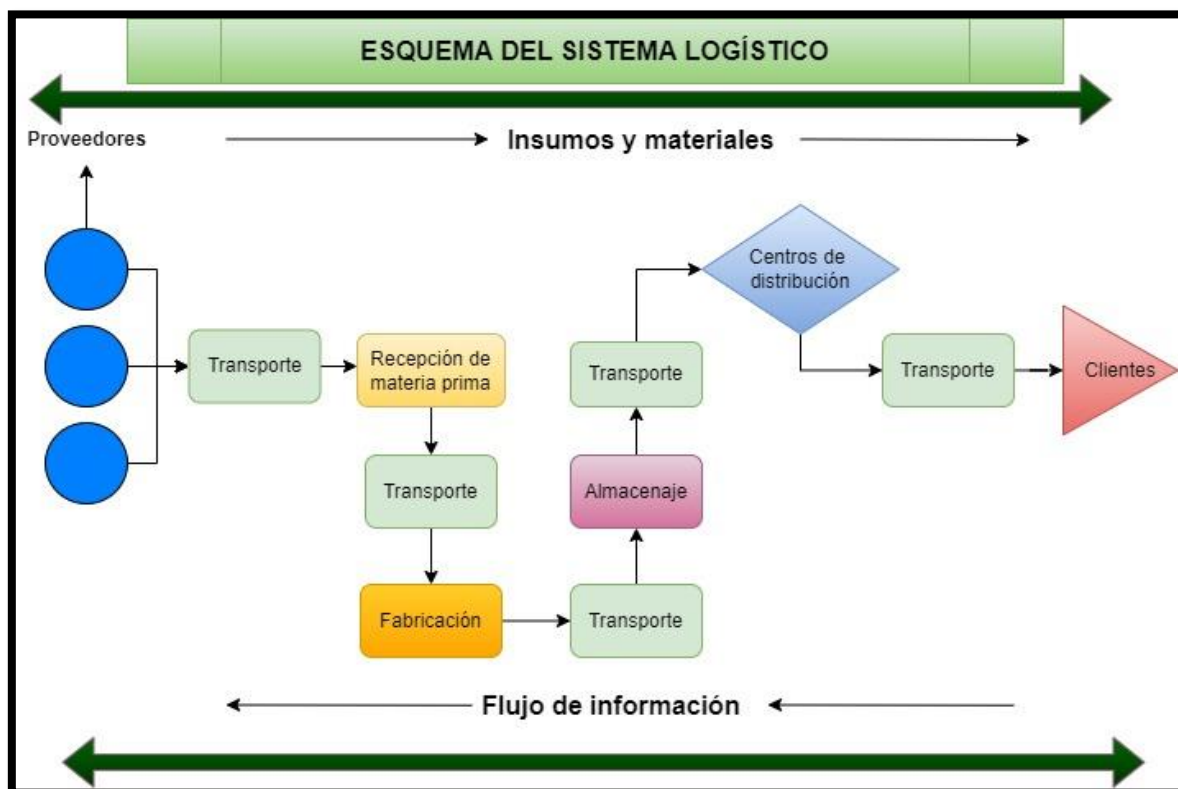 ESQUEMA DEL SISTEMA LOGÍSTICO
Proveedores
Insumos y materiales
Transporte
Recepción de
materia prima
Transporte
Fabricación
Transporte
Almacenaje
Transporte
Centros de
distribución
Transporte
Clientes
Flujo de información